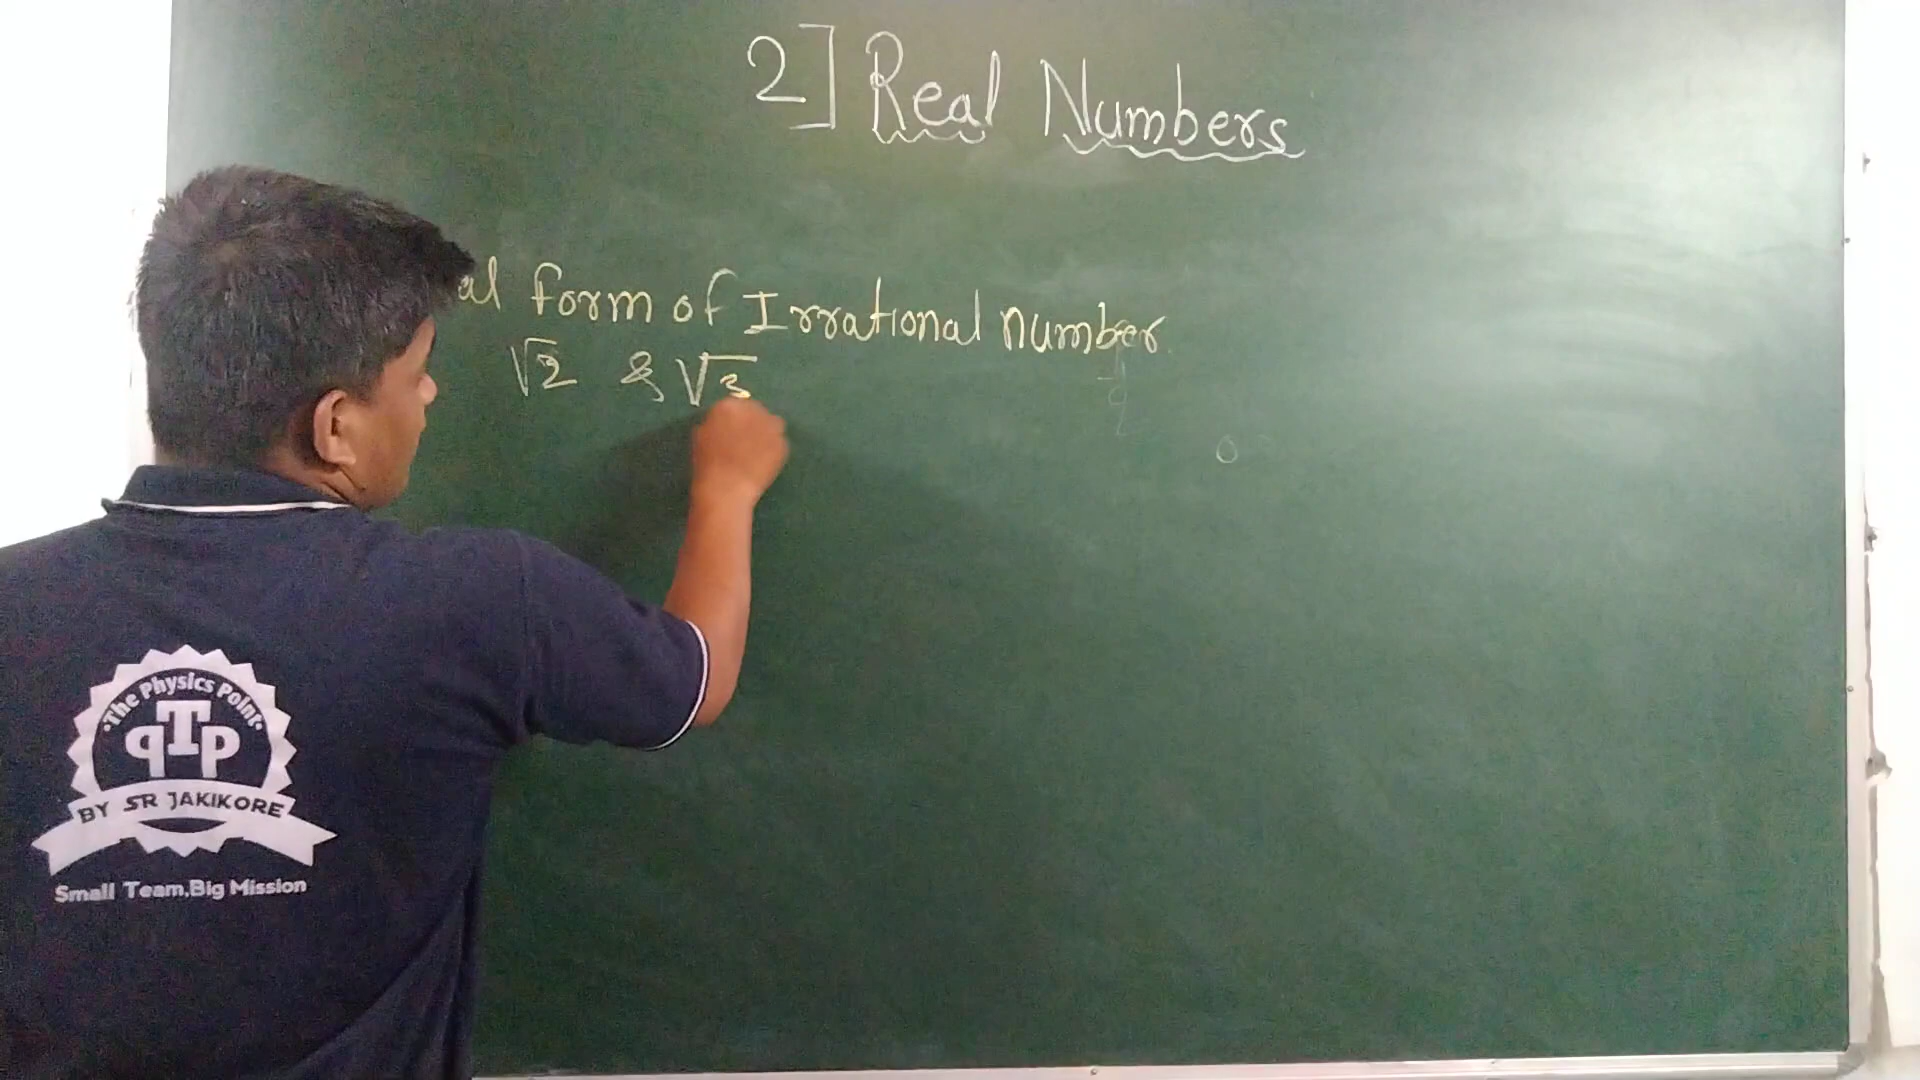 2] Real Numbers
al form of Irrational number
√2 & √3
The Physics Point
qTp
BY SR JAKIKORE
Small Team,Big Mission